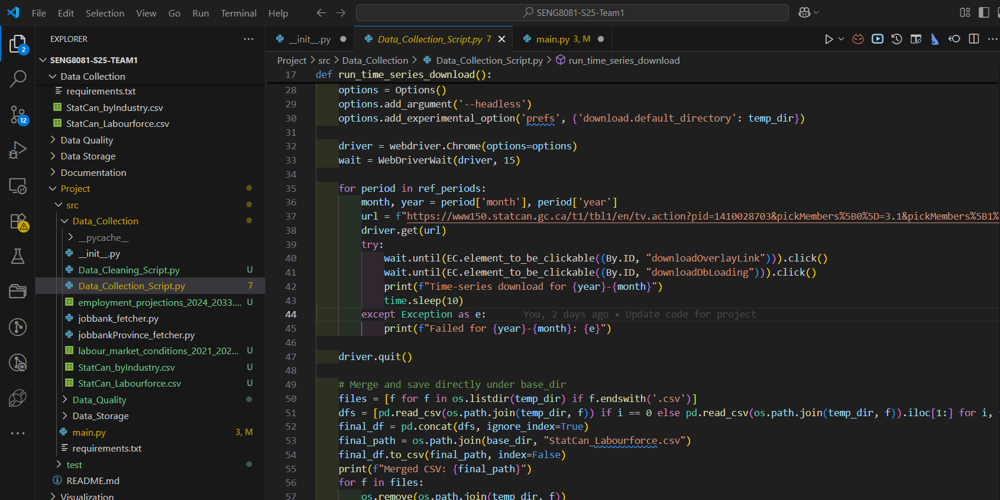 File Edit Selection View Go Run Terminal Help
SENG8081-S25-Team1
EXPLORER
SENG8081-S25-TEAM1
Data Collection
requirements.txt
StatCan_byIndustry.csv
StatCan_Labourforce.csv
Data Quality
Data Storage
Documentation
Project
src
Data_Collection
__pycache__
__init__.py
Data_Cleaning_Script.py U
Data_Collection_Script.py 7
employment_projections_2024_2033.... U
jobbank_fetcher.py
jobbankProvince_fetcher.py
labour_market_conditions_2021_202... U
StatCan_byIndustry.csv U
StatCan_Labourforce.csv U
Data_Quality
Data_Storage
main.py 3, M
requirements.txt
test
README.md
Visualization
2
12
__init__.py Data_Collection_Script.py 7 main.py 3, M
Project > src > Data_Collection > Data_Collection_Script.py > run_time_series_download
17 def run_time_series_download():
28 options = Options()
29 options.add_argument('--headless')
30 options.add_experimental_option('prefs', {'download.default_directory': temp_dir})
31
32 driver = webdriver.Chrome(options=options)
33 wait = WebDriverWait(driver, 15)
34
35 for period in ref_periods:
36 month, year = period['month'], period['year']
37 url = f"https://www150.statcan.gc.ca/t1/tbl1/en/tv.action?pid=1410028703&pickMembers%5B0%5D=3.1&pickMembers%5B1%
38 driver.get(url)
39 try:
40 wait.until(EC.element_to_be_clickable((By.ID, "downloadOverlayLink"))).click()
41 wait.until(EC.element_to_be_clickable((By.ID, "downloadDbLoading"))).click()
42 print(f"Time-series download for {year}-{month}")
43 time.sleep(10)
44 except Exception as e: You, 2 days ago • Update code for project
45 print(f"Failed for {year}-{month}: {e}")
46
47 driver.quit()
48
49 # Merge and save directly under base_dir
50 files = [f for f in os.listdir(temp_dir) if f.endswith('.csv')]
51 dfs = [pd.read_csv(os.path.join(temp_dir, f)) if i == 0 else pd.read_csv(os.path.join(temp_dir, f)).iloc[1:] for i,
52 final_df = pd.concat(dfs, ignore_index=True)
53 final_path = os.path.join(base_dir, "StatCan_Labourforce.csv")
54 final_df.to_csv(final_path, index=False)
55 print(f"Merged CSV: {final_path}")
56 for f in files:
57 os.remove(os.path.join(temp_dir, f))